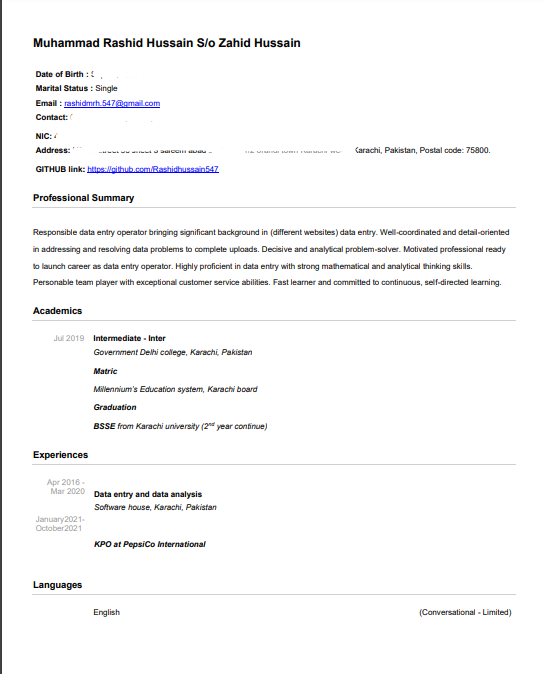 Muhammad Rashid Hussain S/o Zahid Hussain
Date of Birth :
Marital Status : Single
Email : rashidmrh.547@gmail.com
Contact:
NIC:
Address: Karachi, Pakistan, Postal code: 75800.
GITHUB link: https://github.com/Rashidhussain547
Professional Summary
Responsible data entry operator bringing significant background in (different websites) data entry. Well-coordinated and detail-oriented
in addressing and resolving data problems to complete uploads. Decisive and analytical problem-solver. Motivated professional ready
to launch career as data entry operator. Highly proficient in data entry with strong mathematical and analytical thinking skills.
Personable team player with exceptional customer service abilities. Fast learner and committed to continuous, self-directed learning.
Academics
Jul 2019 Intermediate - Inter
Government Delhi college, Karachi, Pakistan
Matric
Millennium's Education system, Karachi board
Graduation
BSSE from Karachi university (2nd year continue)
Experiences
Apr 2016 -
Mar 2020 Data entry and data analysis
Software house, Karachi, Pakistan
January2021-
October2021
KPO at PepsiCo International
Languages
English (Conversational - Limited)